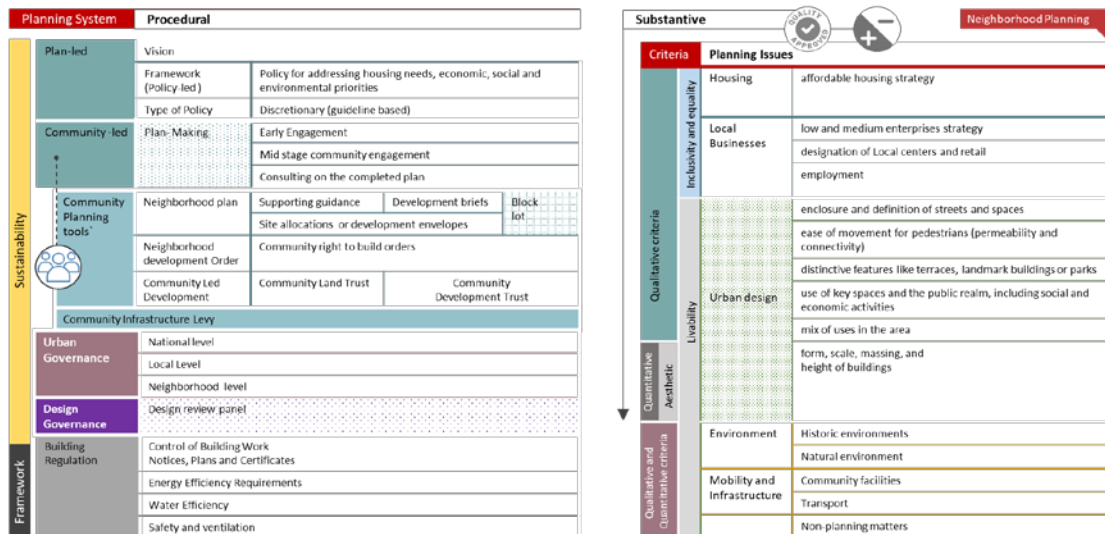 Planning System
Procedural
Sustainability
Framework
Plan-led
Vision
Framework
(Policy-led)
Policy for addressing housing needs, economic, social and
environmental priorities
Type of Policy
Discretionary (guideline based)
Community -led
Plan- Making
Early Engagement
Mid stage community engagement
Consulting on the completed plan
Community
Planning
tools`
Neighborhood plan
Supporting guidance
Development briefs
Block
lot
Site allocations or development envelopes
Neighborhood
development Order
Community right to build orders
Community Led
Development
Community Land Trust
Community
Development Trust
Community Infrastructure Levy
Urban
Governance
National level
Local Level
Neighborhood level
Design
Governance
Design review panel
Building
Regulation
Control of Building Work
Notices, Plans and Certificates
Energy Efficiency Requirements
Water Efficiency
Safety and ventilation
Substantive
QUALITY
APPROVED
Neighborhood Planning
Criteria
Planning Issues
Qualitative criteria
Inclusivity and equality
Housing
affordable housing strategy
Local
Businesses
low and medium enterprises strategy
designation of Local centers and retail
employment
Livability
Urban design
enclosure and definition of streets and spaces
ease of movement for pedestrians (permeability and
connectivity)
distinctive features like terraces, landmark buildings or parks
use of key spaces and the public realm, including social and
economic activities
mix of uses in the area
Quantitative
Aesthetic
form, scale, massing, and
height of buildings
Qualitative and
Quantitative criteria
Environment
Historic environments
Natural environment
Mobility and
Infrastructure
Community facilities
Transport
Non-planning matters